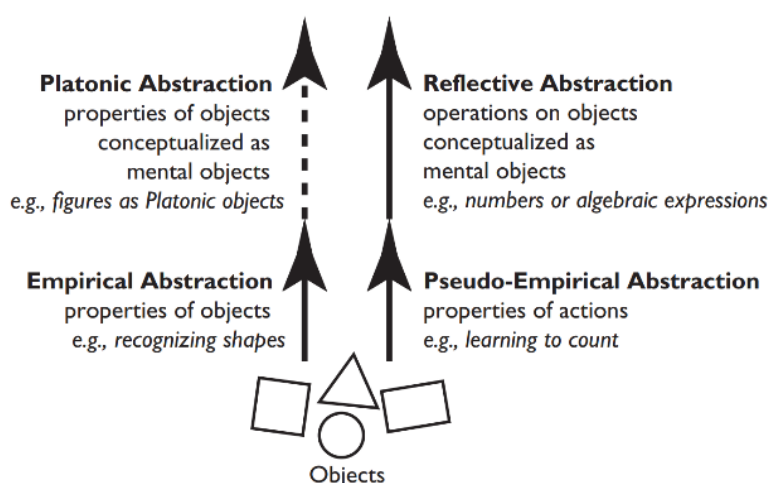 Platonic Abstraction
properties of objects
conceptualized as
mental objects
e.g., figures as Platonic objects
Reflective Abstraction
operations on objects
conceptualized as
mental objects
e.g., numbers or algebraic expressions
Empirical Abstraction
properties of objects
e.g., recognizing shapes
Pseudo-Empirical Abstraction
properties of actions
e.g., learning to count
Objects